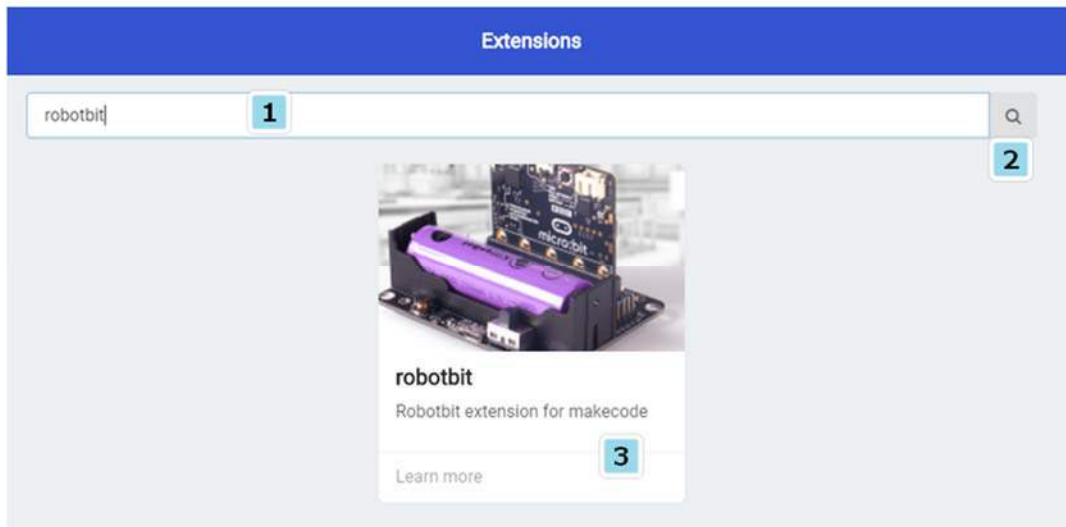 Extensions
robotbit
1
2
micro:bit
robotbit
Robotbit extension for makecode
3
Learn more